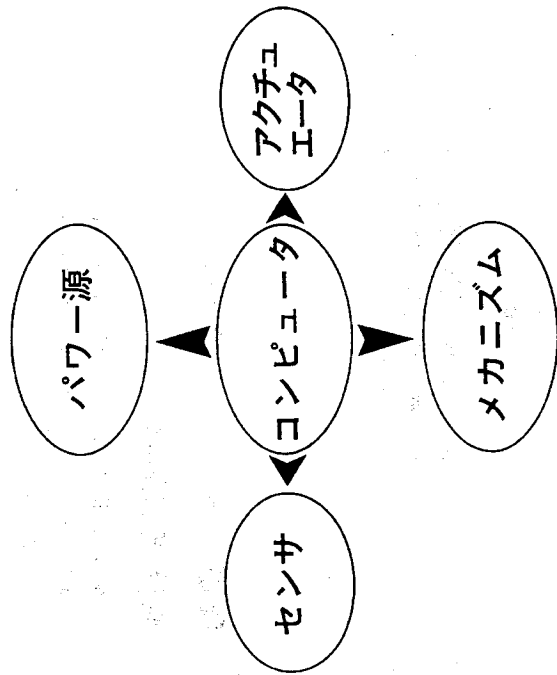 パワー源
センサ
コンピュータ
アクチュ
エータ
メカニズム